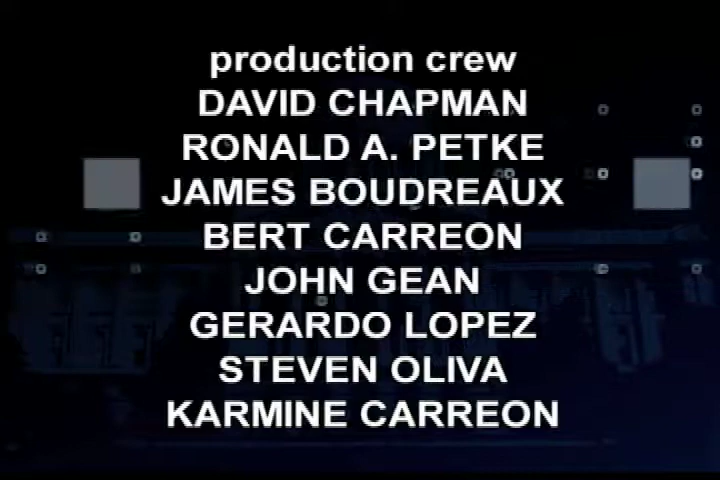 production crew
DAVID CHAPMAN
RONALD A. PETKE
JAMES BOUDREAUX
BERT CARREON
JOHN GEAN
GERARDO LOPEZ
STEVEN OLIVA
KARMINE CARREON